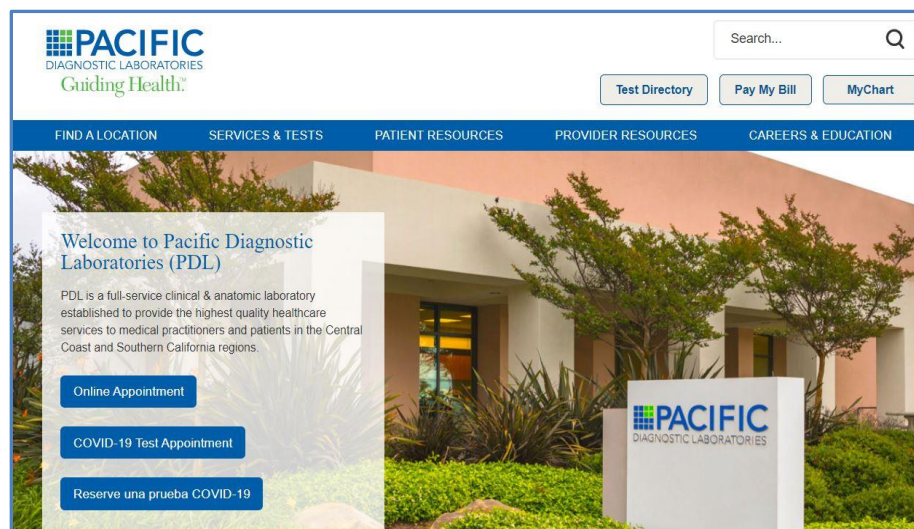 PACIFIC
DIAGNOSTIC LABORATORIES
Guiding Health.™
Search...
Test Directory
Pay My Bill
MyChart
FIND A LOCATION
SERVICES & TESTS
PATIENT RESOURCES
PROVIDER RESOURCES
CAREERS & EDUCATION
Welcome to Pacific Diagnostic
Laboratories (PDL)
PDL is a full-service clinical & anatomic laboratory
established to provide the highest quality healthcare
services to medical practitioners and patients in the Central
Coast and Southern California regions.
Online Appointment
COVID-19 Test Appointment
Reserve una prueba COVID-19
PACIFIC
DIAGNOSTIC LABORATORIES